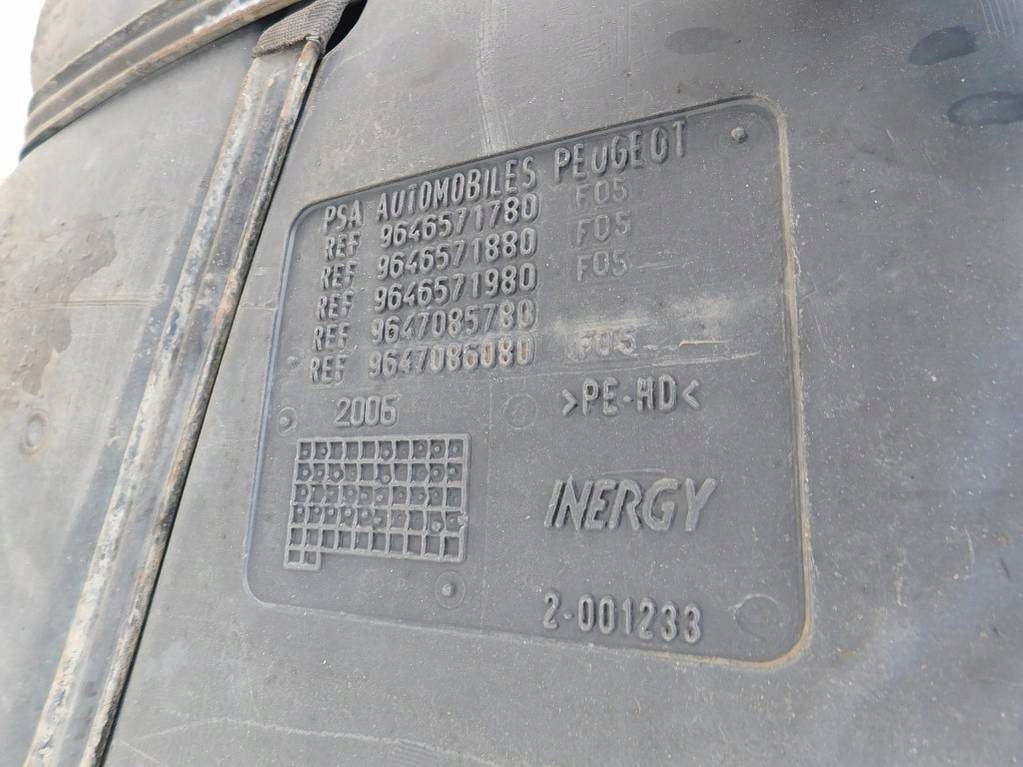 PSA AUTOMOBILES PEUGEOT
REF 9646571780 F05
REF 9646571880 F05
REF 9646571980 F05
REF 9647085780
REF 9647086080 F05
2006 >PE-HD<
INERGY
2-001233